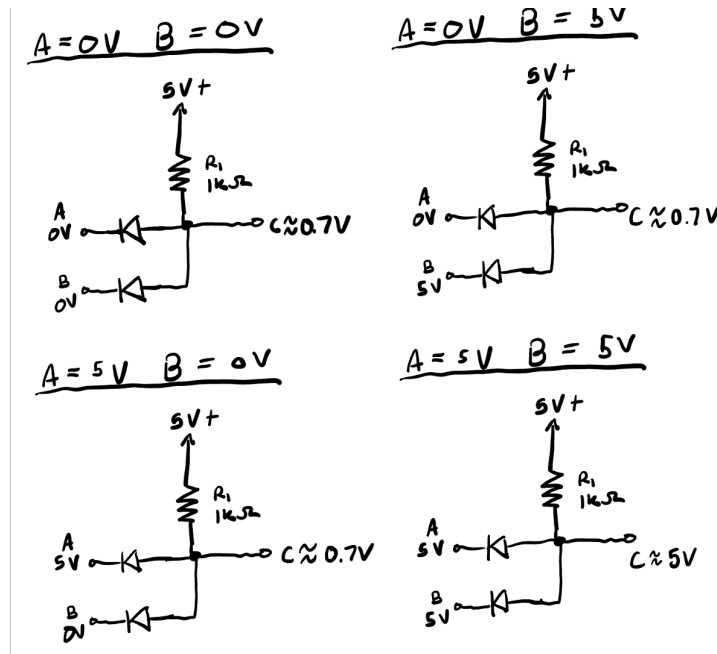 A = 0V B = 0V
5V+
R₁
1kΩ
A
0V
C≈0.7V
B
0V
A = 0V B = 5V
5V+
R₁
1kΩ
A
0V
C≈0.7V
B
5V
A = 5V B = 0V
5V+
R₁
1kΩ
A
5V
C≈0.7V
B
0V
A = 5V B = 5V
5V+
R₁
1kΩ
A
5V
C≈5V
B
5V